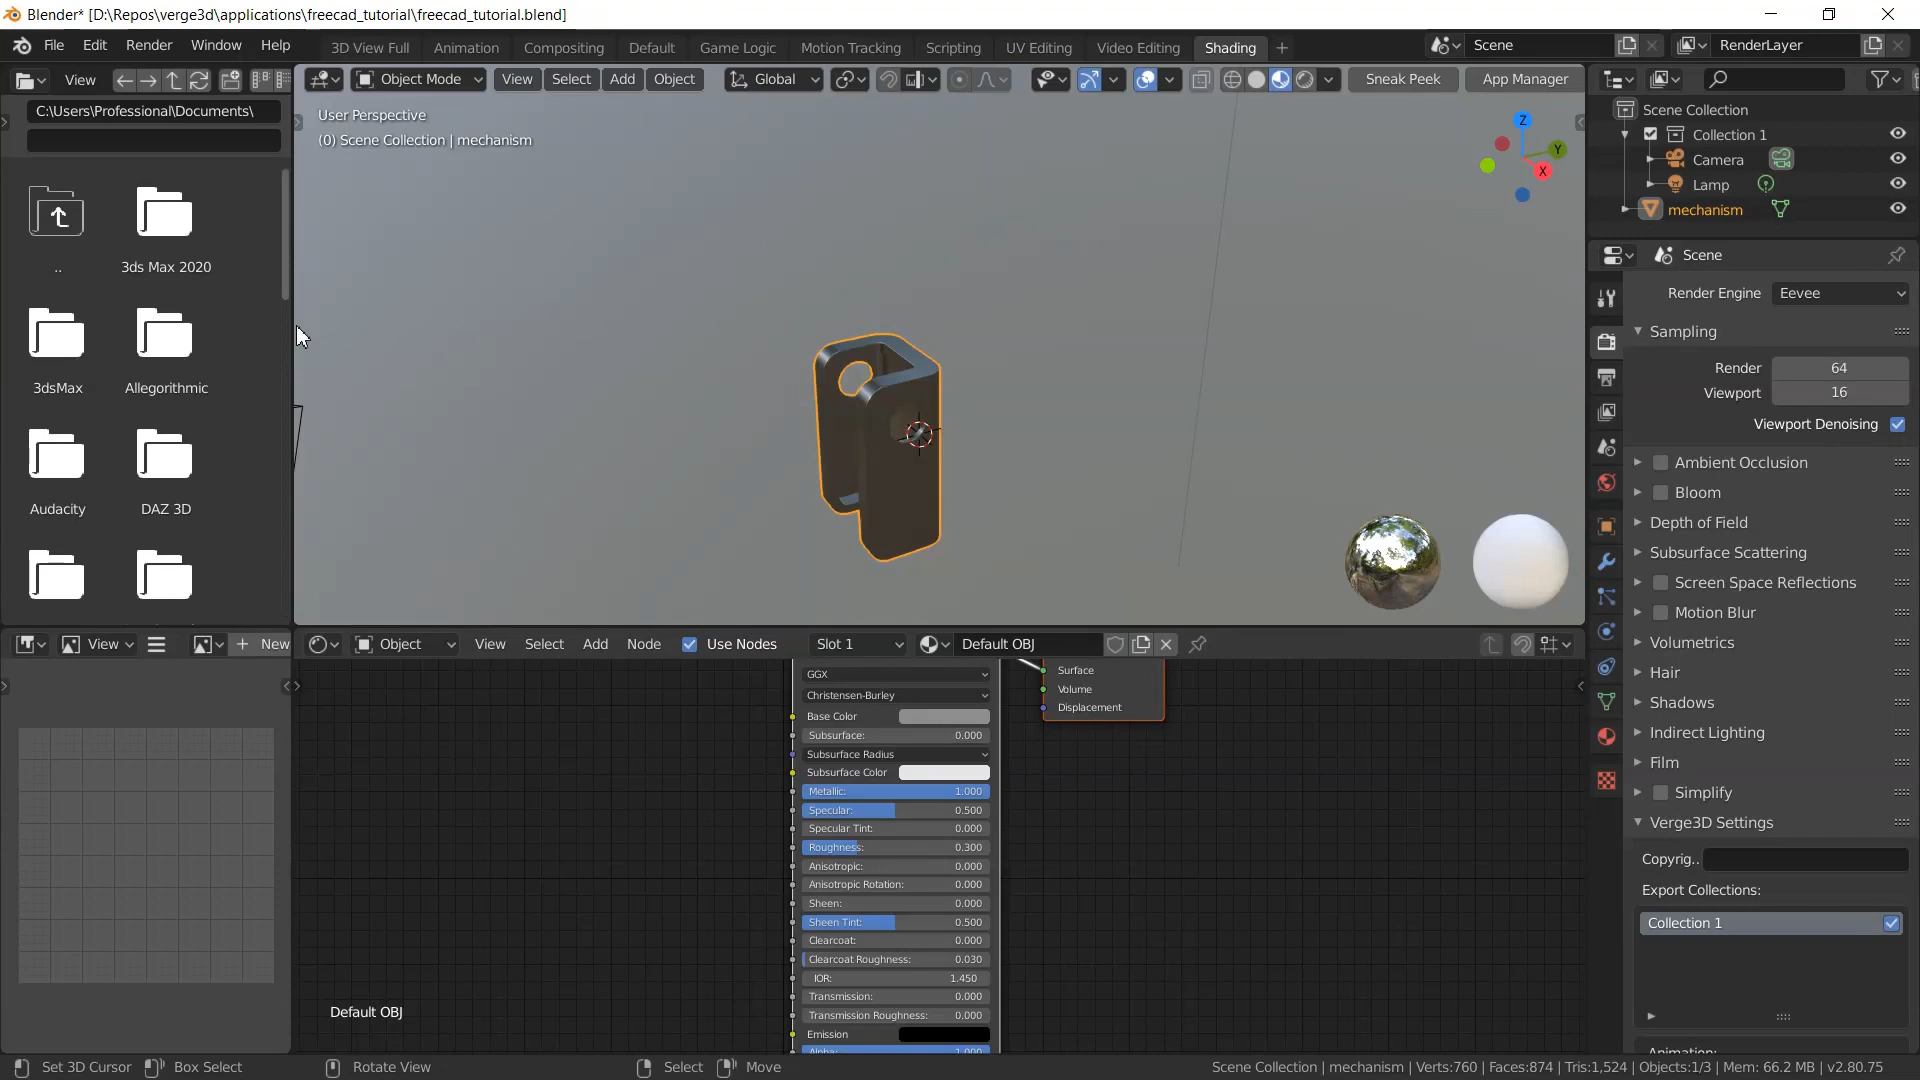 Blender* [D:\Repos\verge3d\applications\freecad_tutorial\freecad_tutorial.blend]
File Edit Render Window Help 3D View Full Animation Compositing Default Game Logic Motion Tracking Scripting UV Editing Video Editing Shading + Scene RenderLayer
View Object Mode View Select Add Object Global Sneak Peek App Manager
C:\Users\Professional\Documents\
User Perspective
(0) Scene Collection | mechanism
Z
Y
X
..
3ds Max 2020
3dsMax
Allegorithmic
Audacity
DAZ 3D
Scene Collection
Collection 1
Camera
Lamp
mechanism
Scene
Render Engine Eevee
Sampling
Render 64
Viewport 16
Viewport Denoising
Ambient Occlusion
Bloom
Depth of Field
Subsurface Scattering
Screen Space Reflections
Motion Blur
Volumetrics
Hair
Shadows
Indirect Lighting
Film
Simplify
Verge3D Settings
Copyrig..
Export Collections:
Collection 1
Animation:
View + New Object View Select Add Node Use Nodes Slot 1 Default OBJ
GGX
Christensen-Burley
Base Color
Subsurface: 0.000
Subsurface Radius
Subsurface Color
Metallic: 1.000
Specular: 0.500
Specular Tint: 0.000
Roughness: 0.300
Anisotropic: 0.000
Anisotropic Rotation: 0.000
Sheen: 0.000
Sheen Tint: 0.500
Clearcoat: 0.000
Clearcoat Roughness: 0.030
IOR: 1.450
Transmission: 0.000
Transmission Roughness: 0.000
Emission
Alpha: 1.000
Surface
Volume
Displacement
Default OBJ
Set 3D Cursor Box Select Rotate View Select Move Scene Collection | mechanism | Verts:760 | Faces:874 | Tris:1,524 | Objects:1/3 | Mem: 66.2 MB | v2.80.75